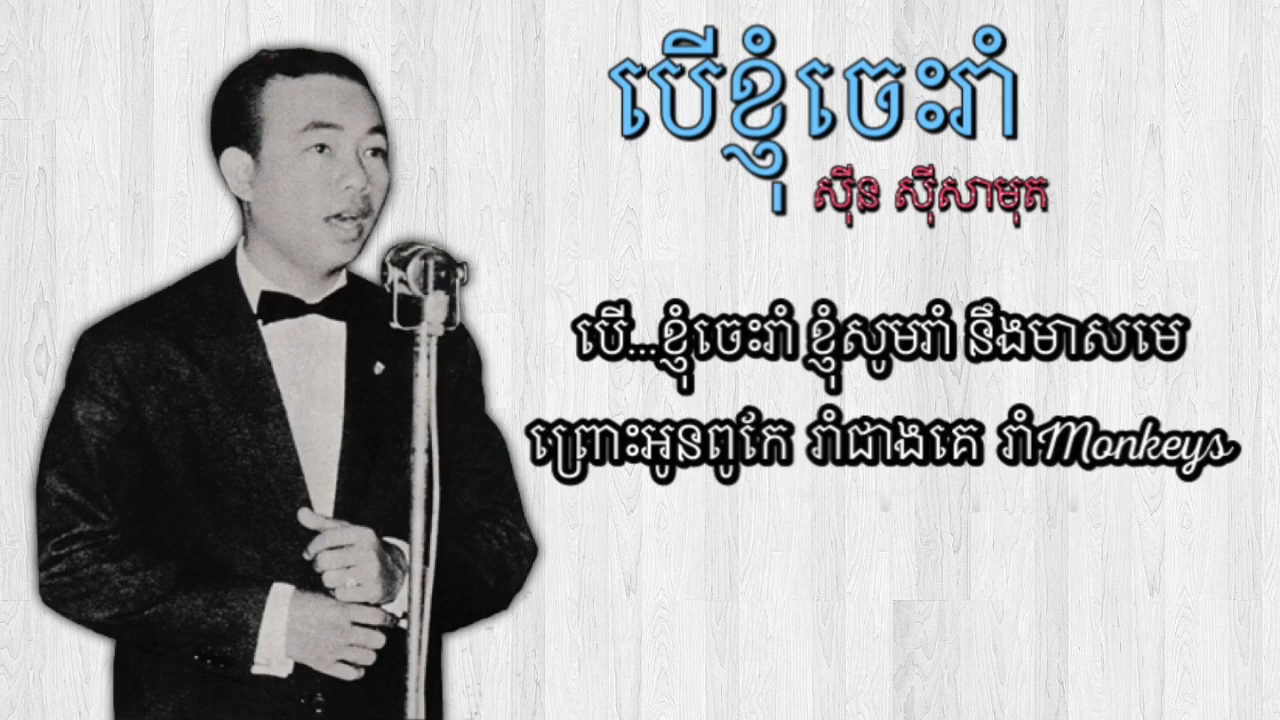 បើខ្ញុំចេះរាំ
ស៊ីន ស៊ីសាមុត
បើ...ខ្ញុំចេះរាំ ខ្ញុំសូមរាំ នឹងមាសមេ
ព្រោះអូនពូកែ រាំជាងគេ រាំMonkeys